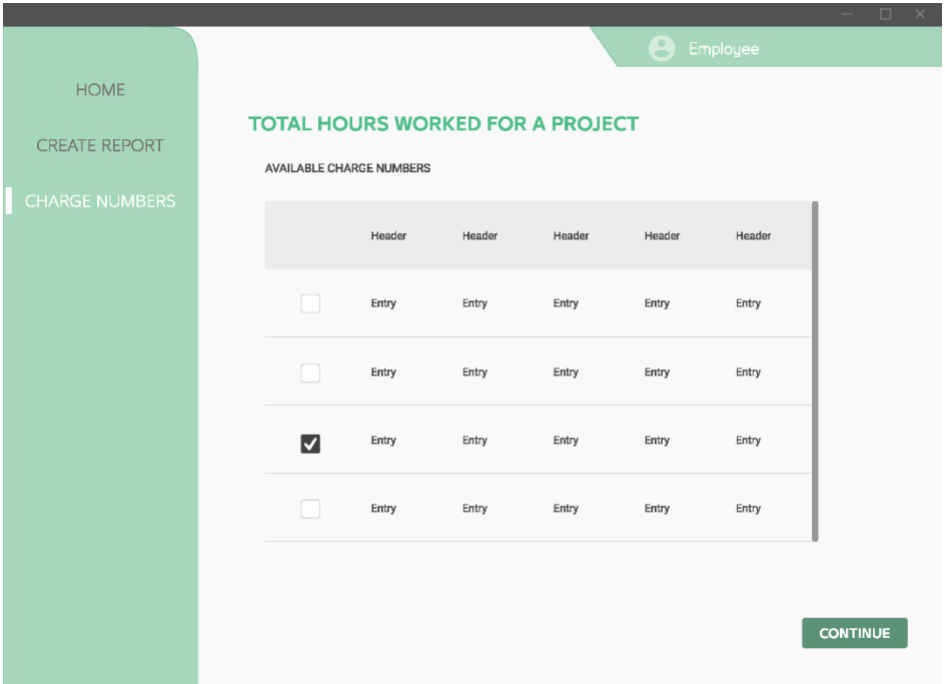 Employee
HOME
CREATE REPORT
CHARGE NUMBERS
TOTAL HOURS WORKED FOR A PROJECT
AVAILABLE CHARGE NUMBERS
Header Header Header Header Header
Entry Entry Entry Entry Entry
Entry Entry Entry Entry Entry
Entry Entry Entry Entry Entry
Entry Entry Entry Entry Entry
CONTINUE